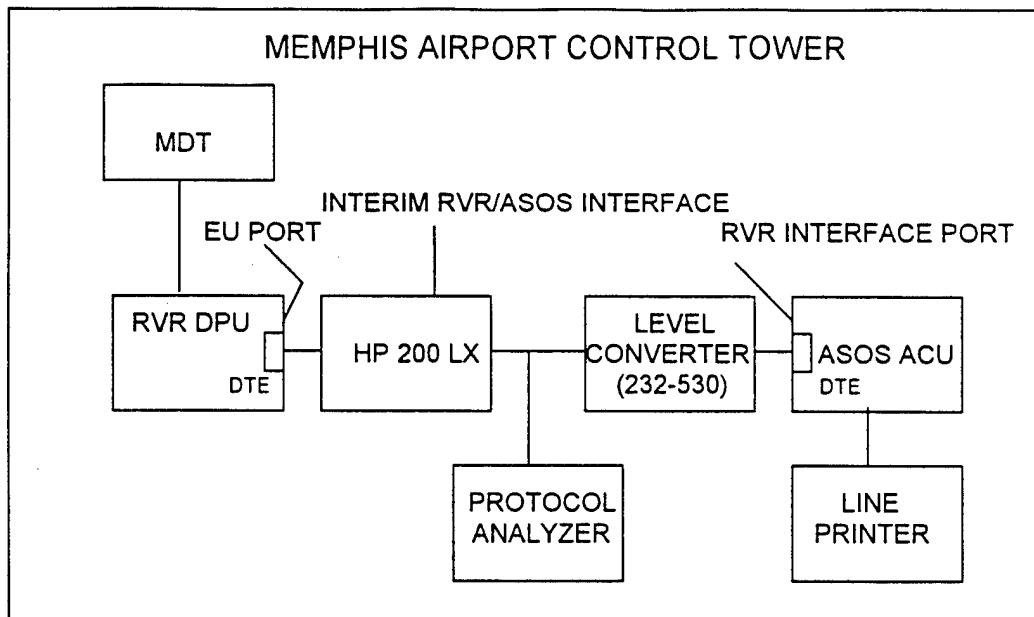 MEMPHIS AIRPORT CONTROL TOWER
MDT
INTERIM RVR/ASOS INTERFACE
EU PORT
RVR INTERFACE PORT
RVR DPU
DTE
HP 200 LX
LEVEL
CONVERTER
(232-530)
ASOS ACU
DTE
PROTOCOL
ANALYZER
LINE
PRINTER